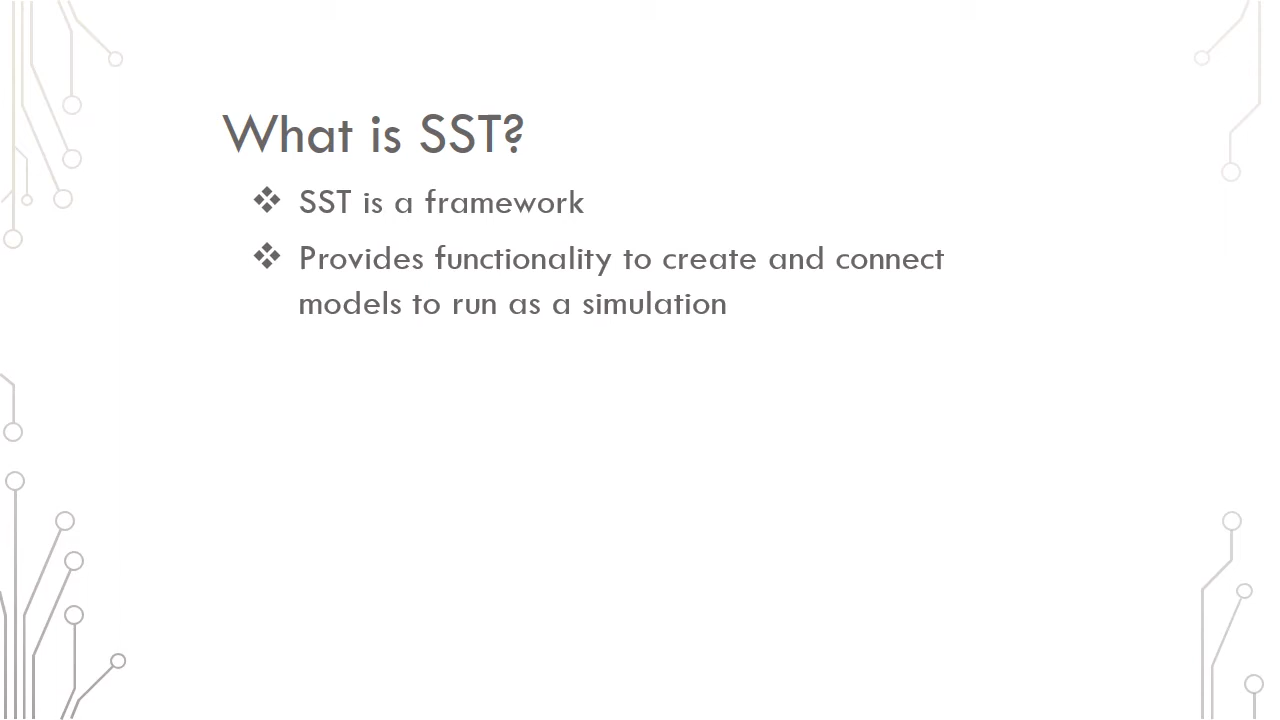 What is SST?
❖ SST is a framework
❖ Provides functionality to create and connect
models to run as a simulation